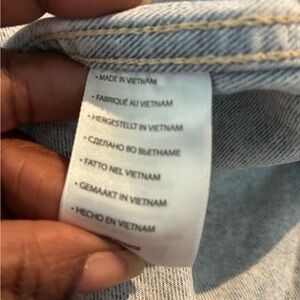 • MADE IN VIETNAM
• FABRIQUÉ AU VIETNAM
• HERGESTELLT IN VIETNAM
• СДЕЛАНО ВО ВЬЕТНАМЕ
• FATTO NEL VIETNAM
• GEMAAKT IN VIETNAM
• HECHO EN VIETNAM